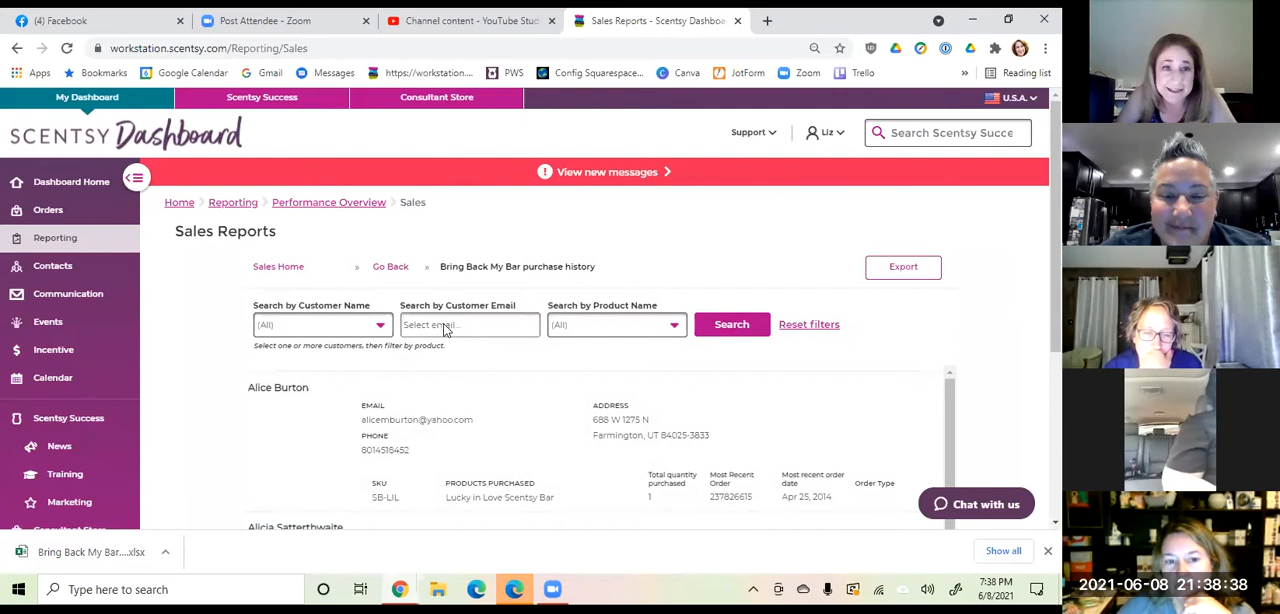 (4) Facebook
Post Attendee - Zoom
Channel content - YouTube Stud
Sales Reports - Scentsy Dashboa
workstation.scentsy.com/Reporting/Sales
Apps
Bookmarks
Google Calendar
Gmail
Messages
https://workstation....
PWS
Config Squarespace...
Canva
JotForm
Zoom
Trello
»
Reading list
My Dashboard
Scentsy Success
Consultant Store
U.S.A.
SCENTSY Dashboard
Support
Liz
Search Scentsy Succe
! View new messages
Dashboard Home
Orders
Reporting
Contacts
Communication
Events
Incentive
Calendar
Scentsy Success
News
Training
Marketing
Consultant Store
Home > Reporting > Performance Overview > Sales
Sales Reports
Sales Home » Go Back » Bring Back My Bar purchase history
Export
Search by Customer Name
Search by Customer Email
Search by Product Name
(All)
Select email...
(All)
Search
Reset filters
Select one or more customers, then filter by product.
Alice Burton
EMAIL
alicemburton@yahoo.com
PHONE
8014518452
ADDRESS
688 W 1275 N
Farmington, UT 84025-3833
SKU
PRODUCTS PURCHASED
Total quantity purchased
Most Recent Order
Most recent order date
Order Type
SB-LIL
Lucky in Love Scentsy Bar
1
237826615
Apr 25, 2014
Alicia Satterthwaite
Chat with us
Bring Back My Bar....xlsx
Show all
Type here to search
7:38 PM
6/8/2021
2021-06-08 21:38:38